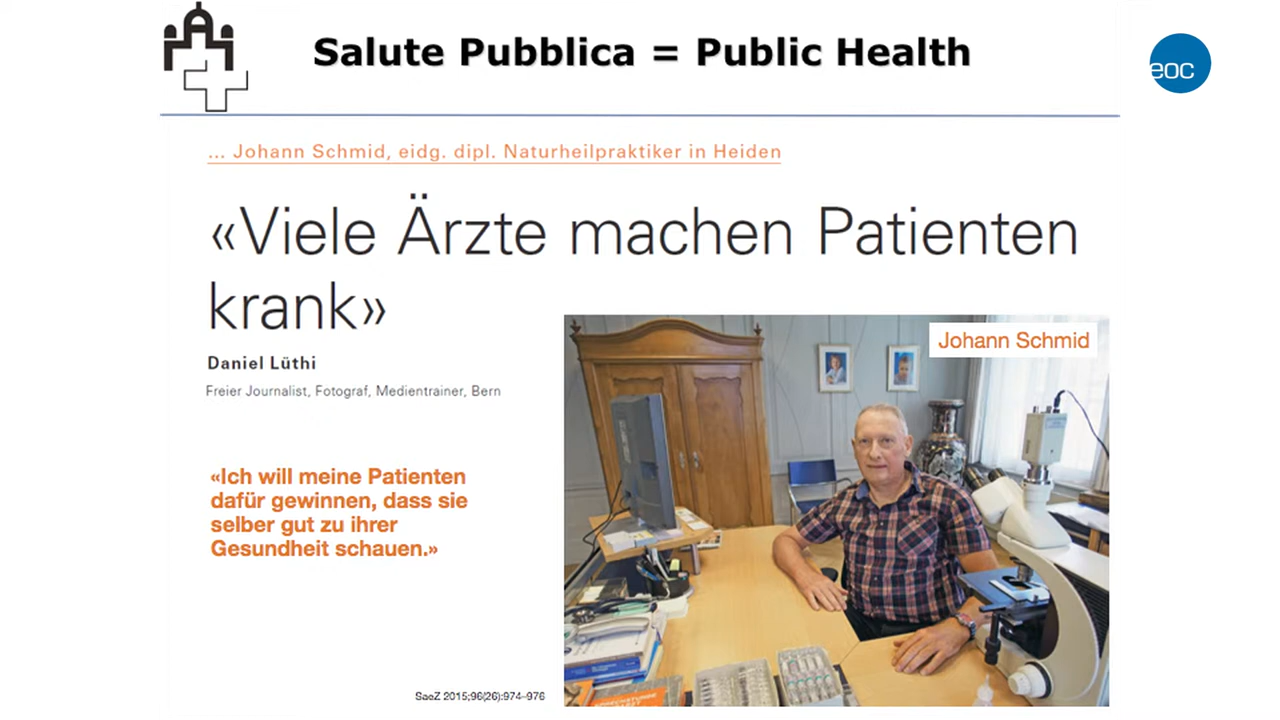 Salute Pubblica = Public Health
eoc
... Johann Schmid, eidg. dipl. Naturheilpraktiker in Heiden
«Viele Ärzte machen Patienten
krank»
Daniel Lüthi
Freier Journalist, Fotograf, Medientrainer, Bern
Johann Schmid
«Ich will meine Patienten
dafür gewinnen, dass sie
selber gut zu ihrer
Gesundheit schauen.»
SaeZ 2015;96(26):974–976